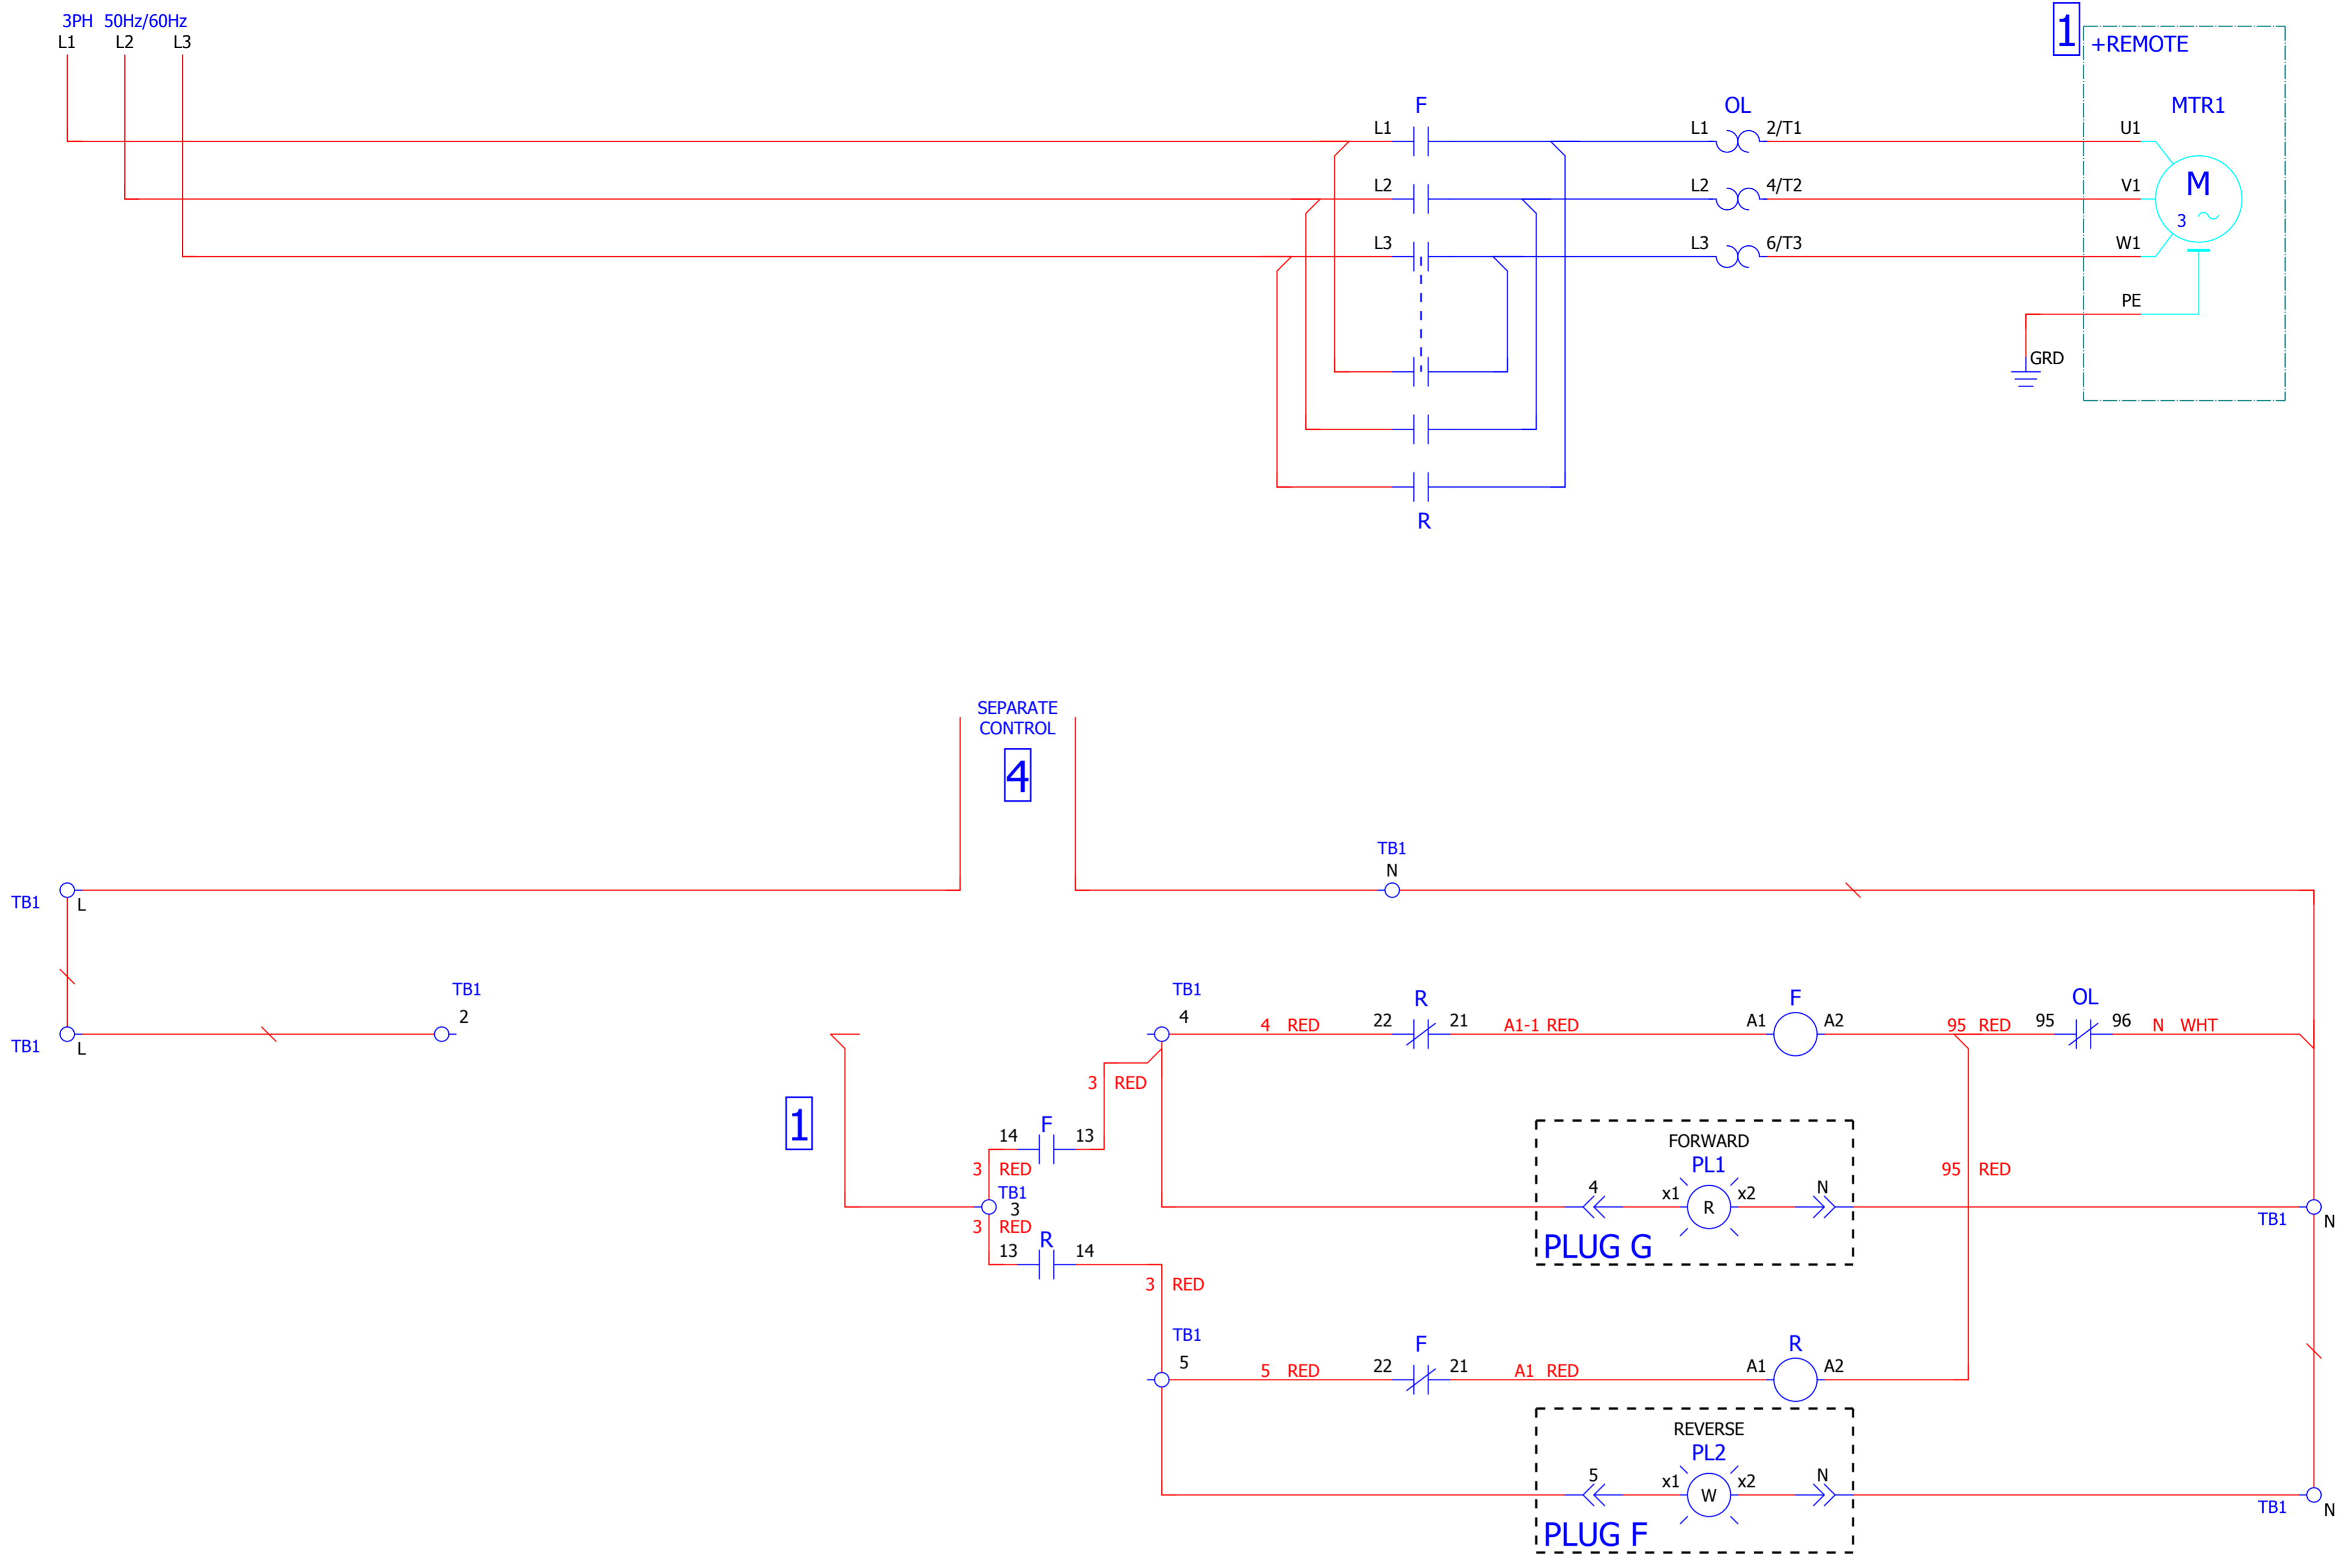 3PH 50Hz/60Hz
L1 L2 L3
1
+REMOTE
F OL MTR1
L1 L1 2/T1 U1
M
3
L2 L2 4/T2 V1
L3 L3 6/T3 W1
PE
GRD
R
SEPARATE
CONTROL
4
TB1
N
TB1 L
TB1
2
TB1 L
TB1
4
4 RED
R
22 21
A1-1 RED
F
A1 A2
95 RED
OL
95 96
N WHT
3 RED
1
F
14 13
3 RED
TB1
3
3 RED
R
13 14
3 RED
FORWARD
PL1
4 x1 R x2 N
PLUG G
95 RED
TB1 N
TB1
5
5 RED
F
22 21
A1 RED
R
A1 A2
REVERSE
PL2
5 x1 W x2 N
PLUG F
TB1 N